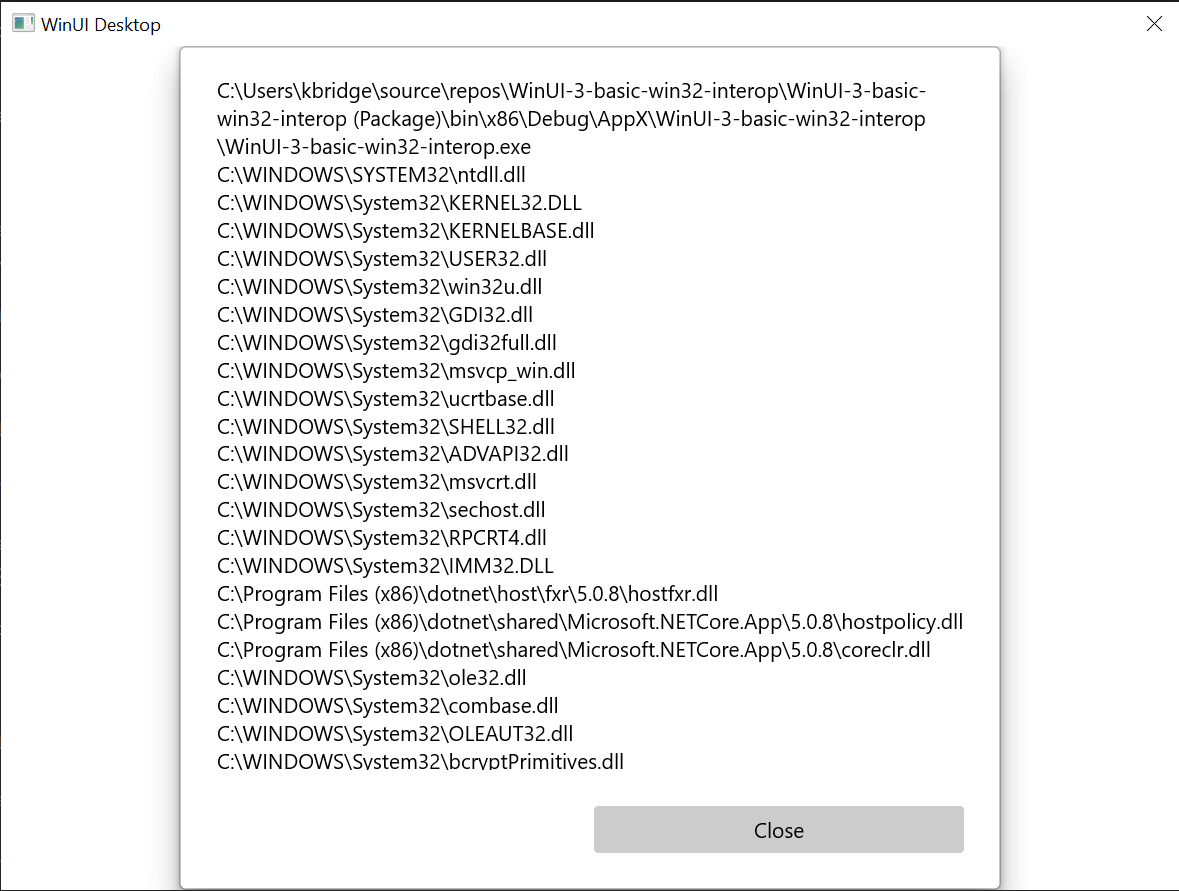 WinUI Desktop
C:\Users\kbridge\source\repos\WinUI-3-basic-win32-interop\WinUI-3-basic-
win32-interop (Package)\bin\x86\Debug\AppX\WinUI-3-basic-win32-interop
\WinUI-3-basic-win32-interop.exe
C:\WINDOWS\SYSTEM32\ntdll.dll
C:\WINDOWS\System32\KERNEL32.DLL
C:\WINDOWS\System32\KERNELBASE.dll
C:\WINDOWS\System32\USER32.dll
C:\WINDOWS\System32\win32u.dll
C:\WINDOWS\System32\GDI32.dll
C:\WINDOWS\System32\gdi32full.dll
C:\WINDOWS\System32\msvcp_win.dll
C:\WINDOWS\System32\ucrtbase.dll
C:\WINDOWS\System32\SHELL32.dll
C:\WINDOWS\System32\ADVAPI32.dll
C:\WINDOWS\System32\msvcrt.dll
C:\WINDOWS\System32\sechost.dll
C:\WINDOWS\System32\RPCRT4.dll
C:\WINDOWS\System32\IMM32.DLL
C:\Program Files (x86)\dotnet\host\fxr\5.0.8\hostfxr.dll
C:\Program Files (x86)\dotnet\shared\Microsoft.NETCore.App\5.0.8\hostpolicy.dll
C:\Program Files (x86)\dotnet\shared\Microsoft.NETCore.App\5.0.8\coreclr.dll
C:\WINDOWS\System32\ole32.dll
C:\WINDOWS\System32\combase.dll
C:\WINDOWS\System32\OLEAUT32.dll
C:\WINDOWS\System32\bcryptPrimitives.dll
Close